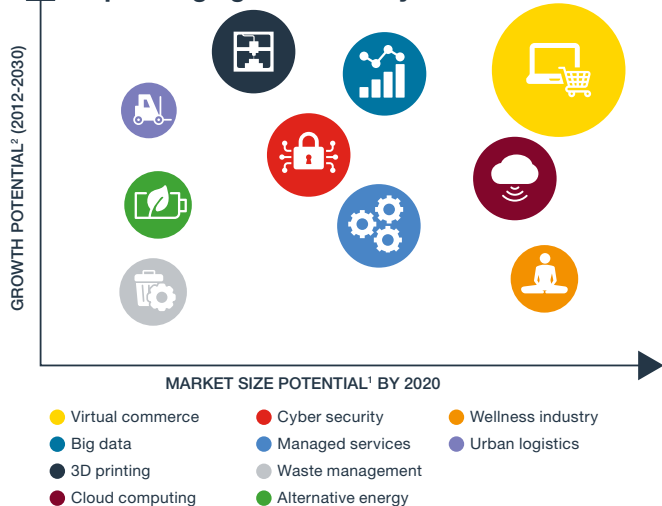 GROWTH POTENTIAL² (2012-2030)
MARKET SIZE POTENTIAL¹ BY 2020
Virtual commerce
Big data
3D printing
Cloud computing
Cyber security
Managed services
Waste management
Alternative energy
Wellness industry
Urban logistics